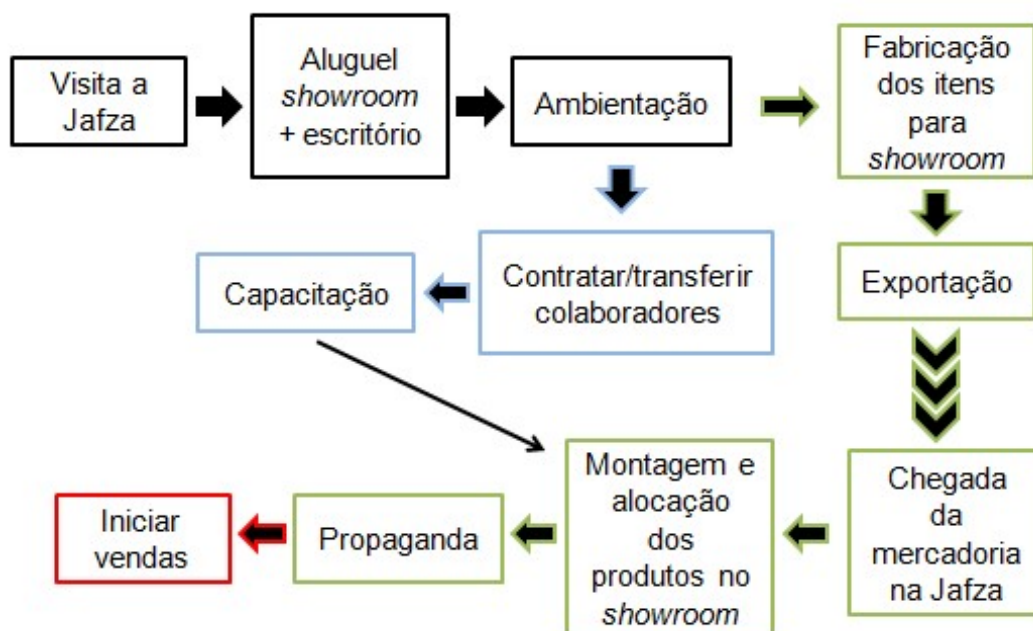 Visita a
Jafza
Aluguel
showroom
+ escritório
Ambientação
Fabricação
dos itens
para
showroom
Capacitação
Contratar/transferir
colaboradores
Exportação
Iniciar
vendas
Propaganda
Montagem e
alocação
dos
produtos no
showroom
Chegada
da
mercadoria
na Jafza